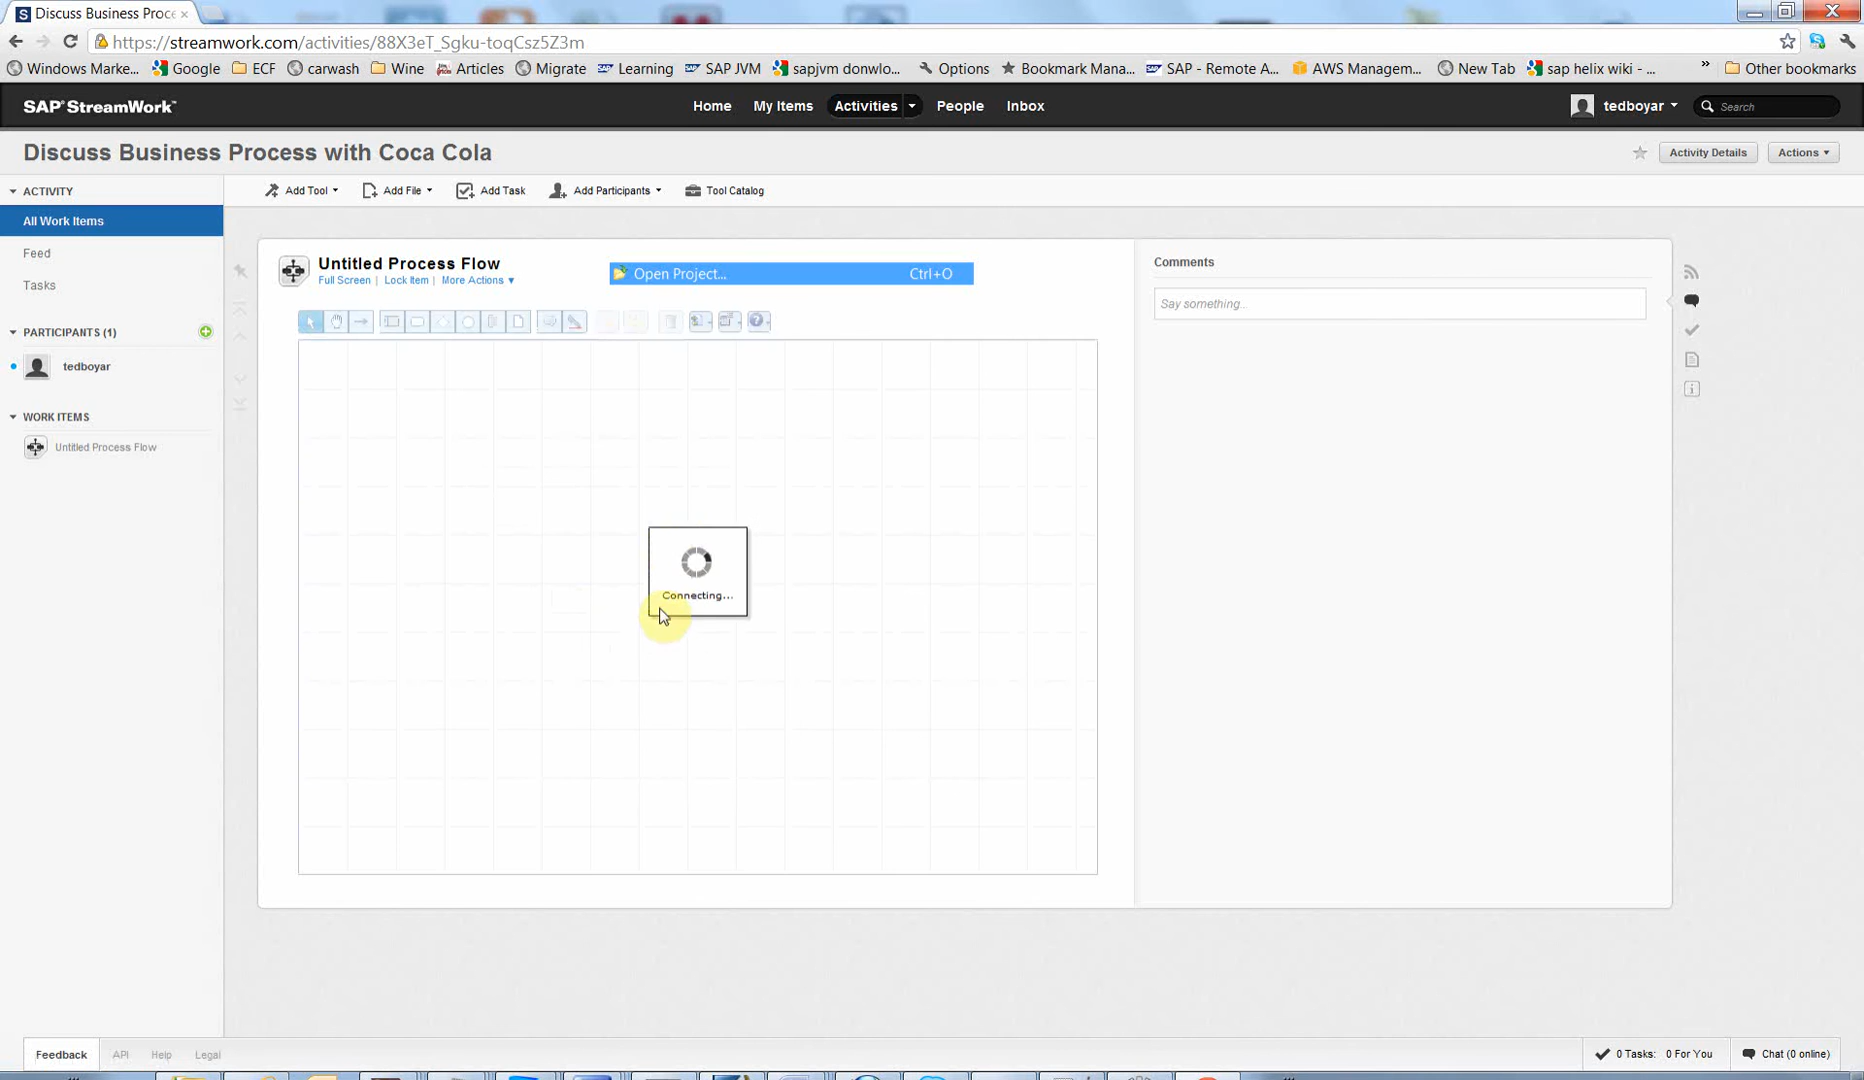 Discuss Business Proc
https://streamwork.com/activities/88X3eT_Sgku-toqCsz5Z3m
Windows Marke... Google ECF carwash Wine Articles Migrate Learning SAP JVM sapjvm donwlo... Options Bookmark Mana... SAP - Remote A... AWS Managem... New Tab sap helix wiki - ... » Other bookmarks
SAP StreamWork™ Home My Items Activities People Inbox tedboyar Search
Discuss Business Process with Coca Cola Activity Details Actions
ACTIVITY Add Tool Add File Add Task Add Participants Tool Catalog
All Work Items
Feed
Tasks
PARTICIPANTS (1)
tedboyar
WORK ITEMS
Untitled Process Flow
Untitled Process Flow
Full Screen | Lock Item | More Actions
Open Project... Ctrl+O
Connecting...
Comments
Say something...
Feedback API Help Legal 0 Tasks: 0 For You Chat (0 online)